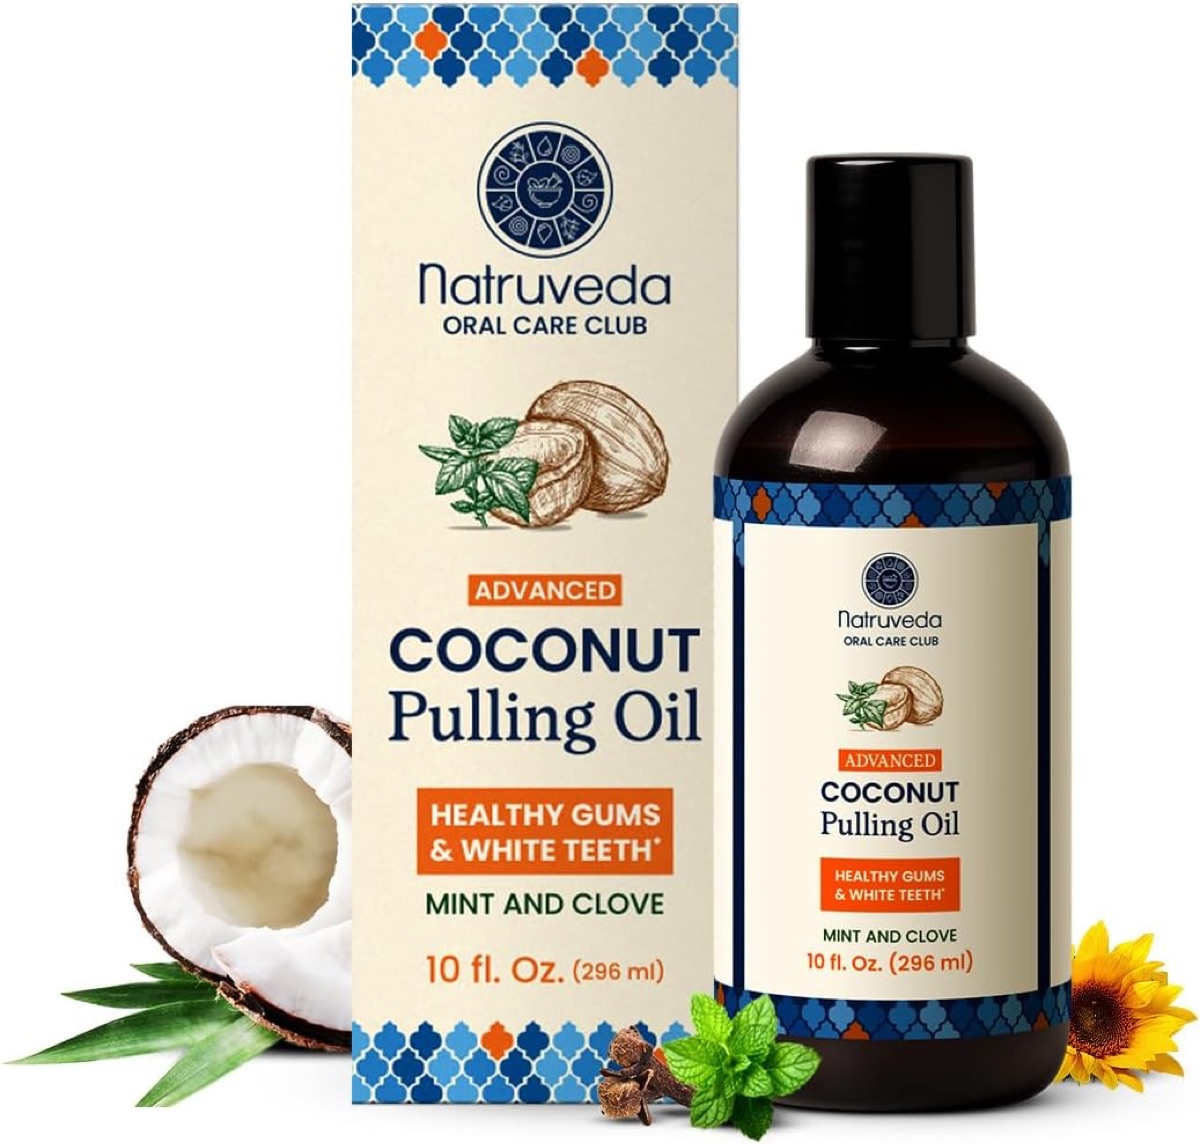 Natruveda
ORAL CARE CLUB
ADVANCED
COCONUT
Pulling Oil
HEALTHY GUMS
& WHITE TEETH*
MINT AND CLOVE
10 fl. Oz. (296 ml)
Natruveda
ORAL CARE CLUB
ADVANCED
COCONUT
Pulling Oil
HEALTHY GUMS
& WHITE TEETH*
MINT AND CLOVE
10 fl. Oz. (296 ml)